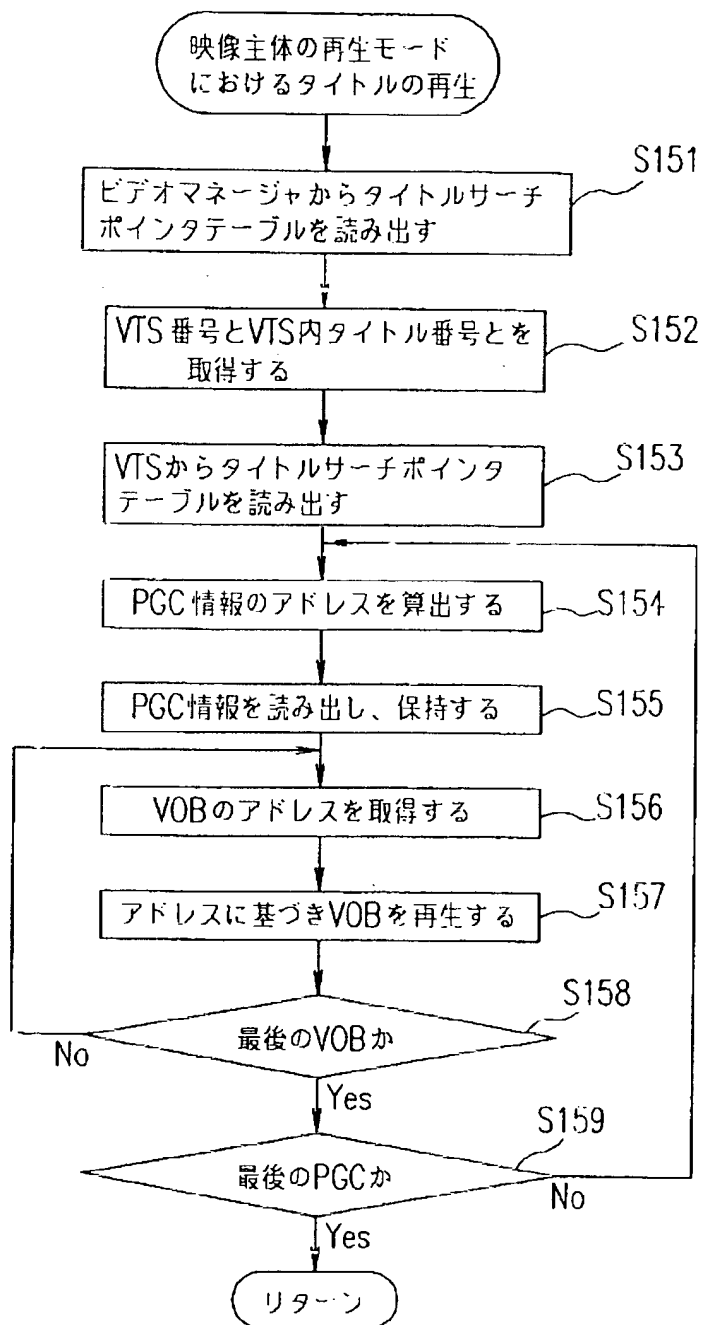 映像主体の再生モード
におけるタイトルの再生
S151
ビデオマネージャからタイトルサーチ
ポインタテーブルを読み出す
S152
VTS番号とVTS内タイトル番号とを
取得する
S153
VTSからタイトルサーチポインタ
テーブルを読み出す
PGC情報のアドレスを算出する
S154
PGC情報を読み出し、保持する
S155
VOBのアドレスを取得する
S156
アドレスに基づきVOBを再生する
S157
S158
最後のVOBか
No
Yes
S159
最後のPGCか
No
Yes
リターン